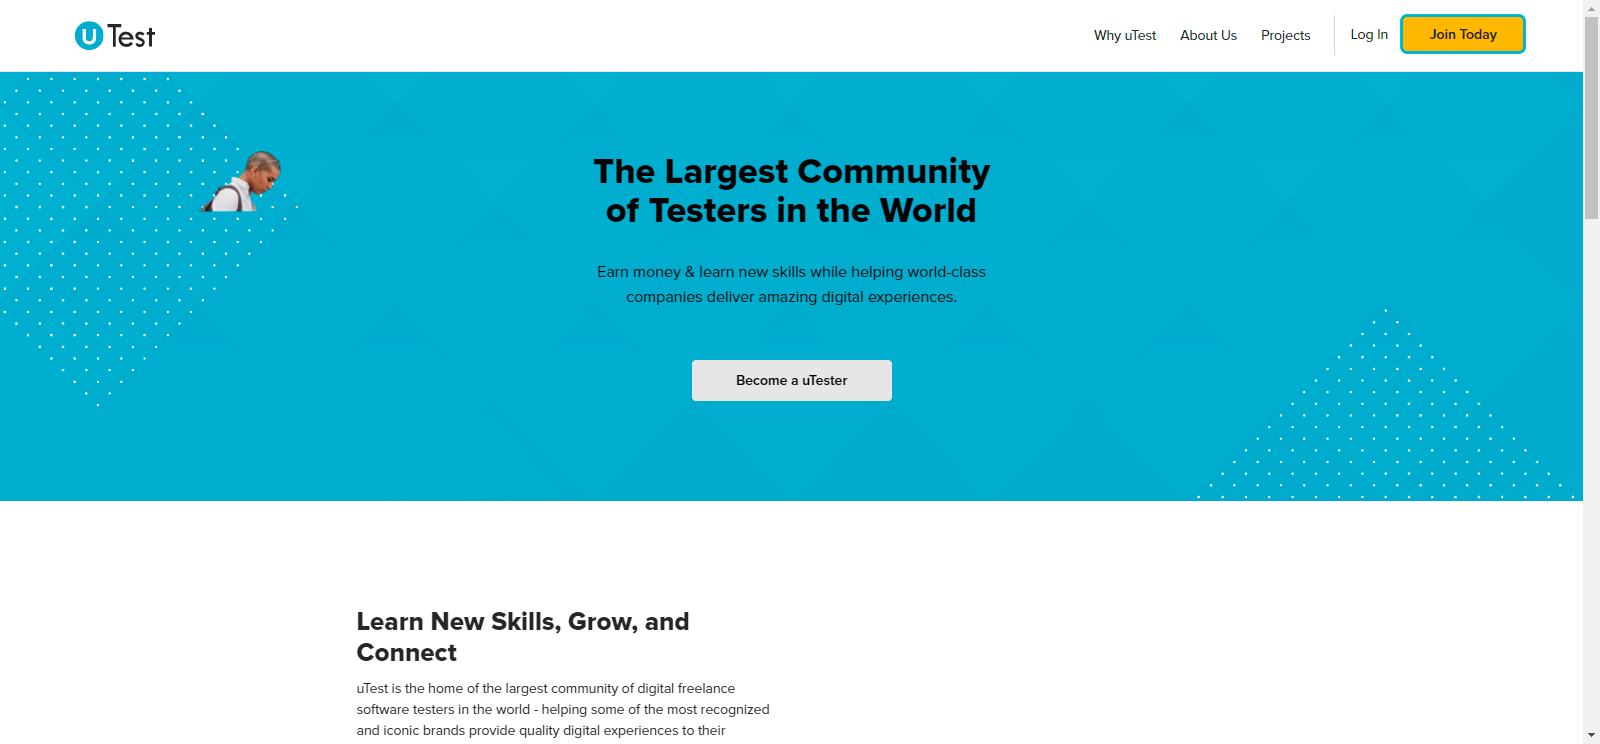 uTest
Why uTest
About Us
Projects
Log In
Join Today
The Largest Community
of Testers in the World
Earn money & learn new skills while helping world-class
companies deliver amazing digital experiences.
Become a uTester
Learn New Skills, Grow, and
Connect
uTest is the home of the largest community of digital freelance
software testers in the world - helping some of the most recognized
and iconic brands provide quality digital experiences to their